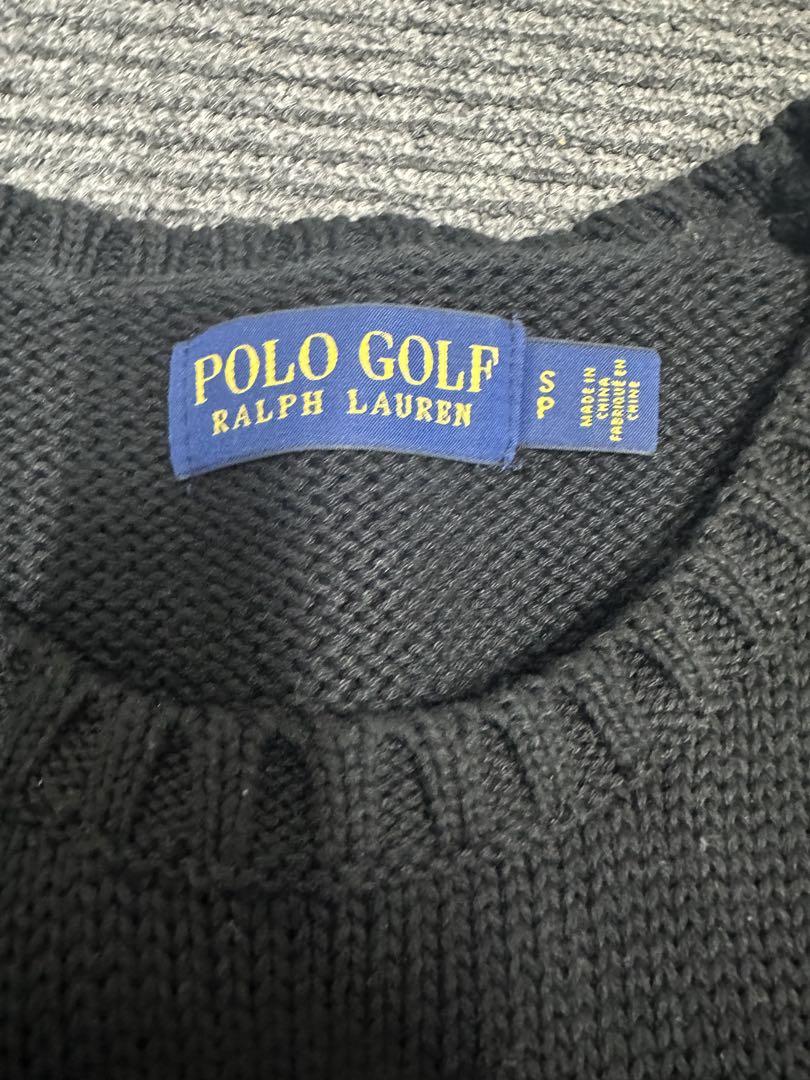 POLO GOLF
RALPH LAUREN
S
P
MADE IN
CHINA
FABRIQUÉ EN
CHINE